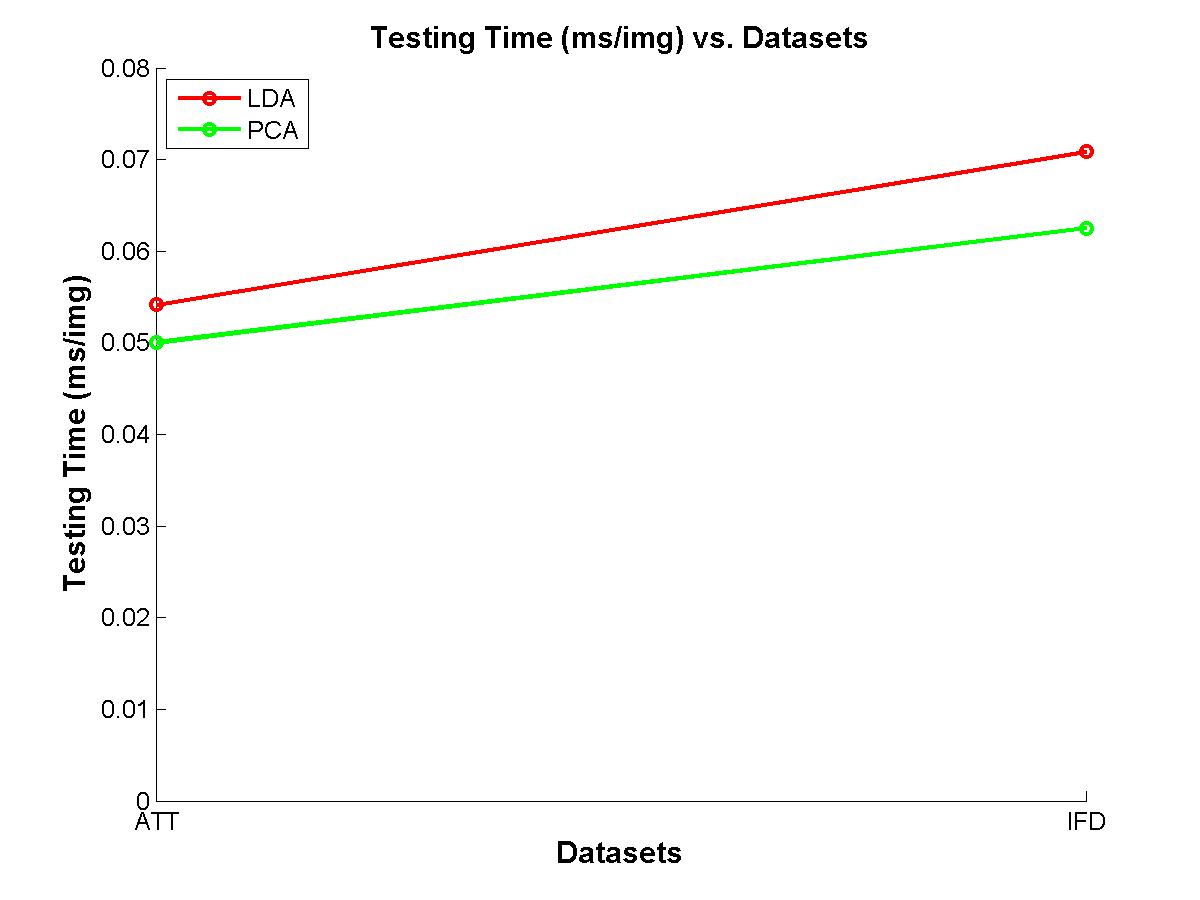 Testing Time (ms/img) vs. Datasets
LDA
PCA
0.08
0.07
0.06
0.05
0.04
0.03
0.02
0.01
0
Testing Time (ms/img)
ATT
IFD
Datasets